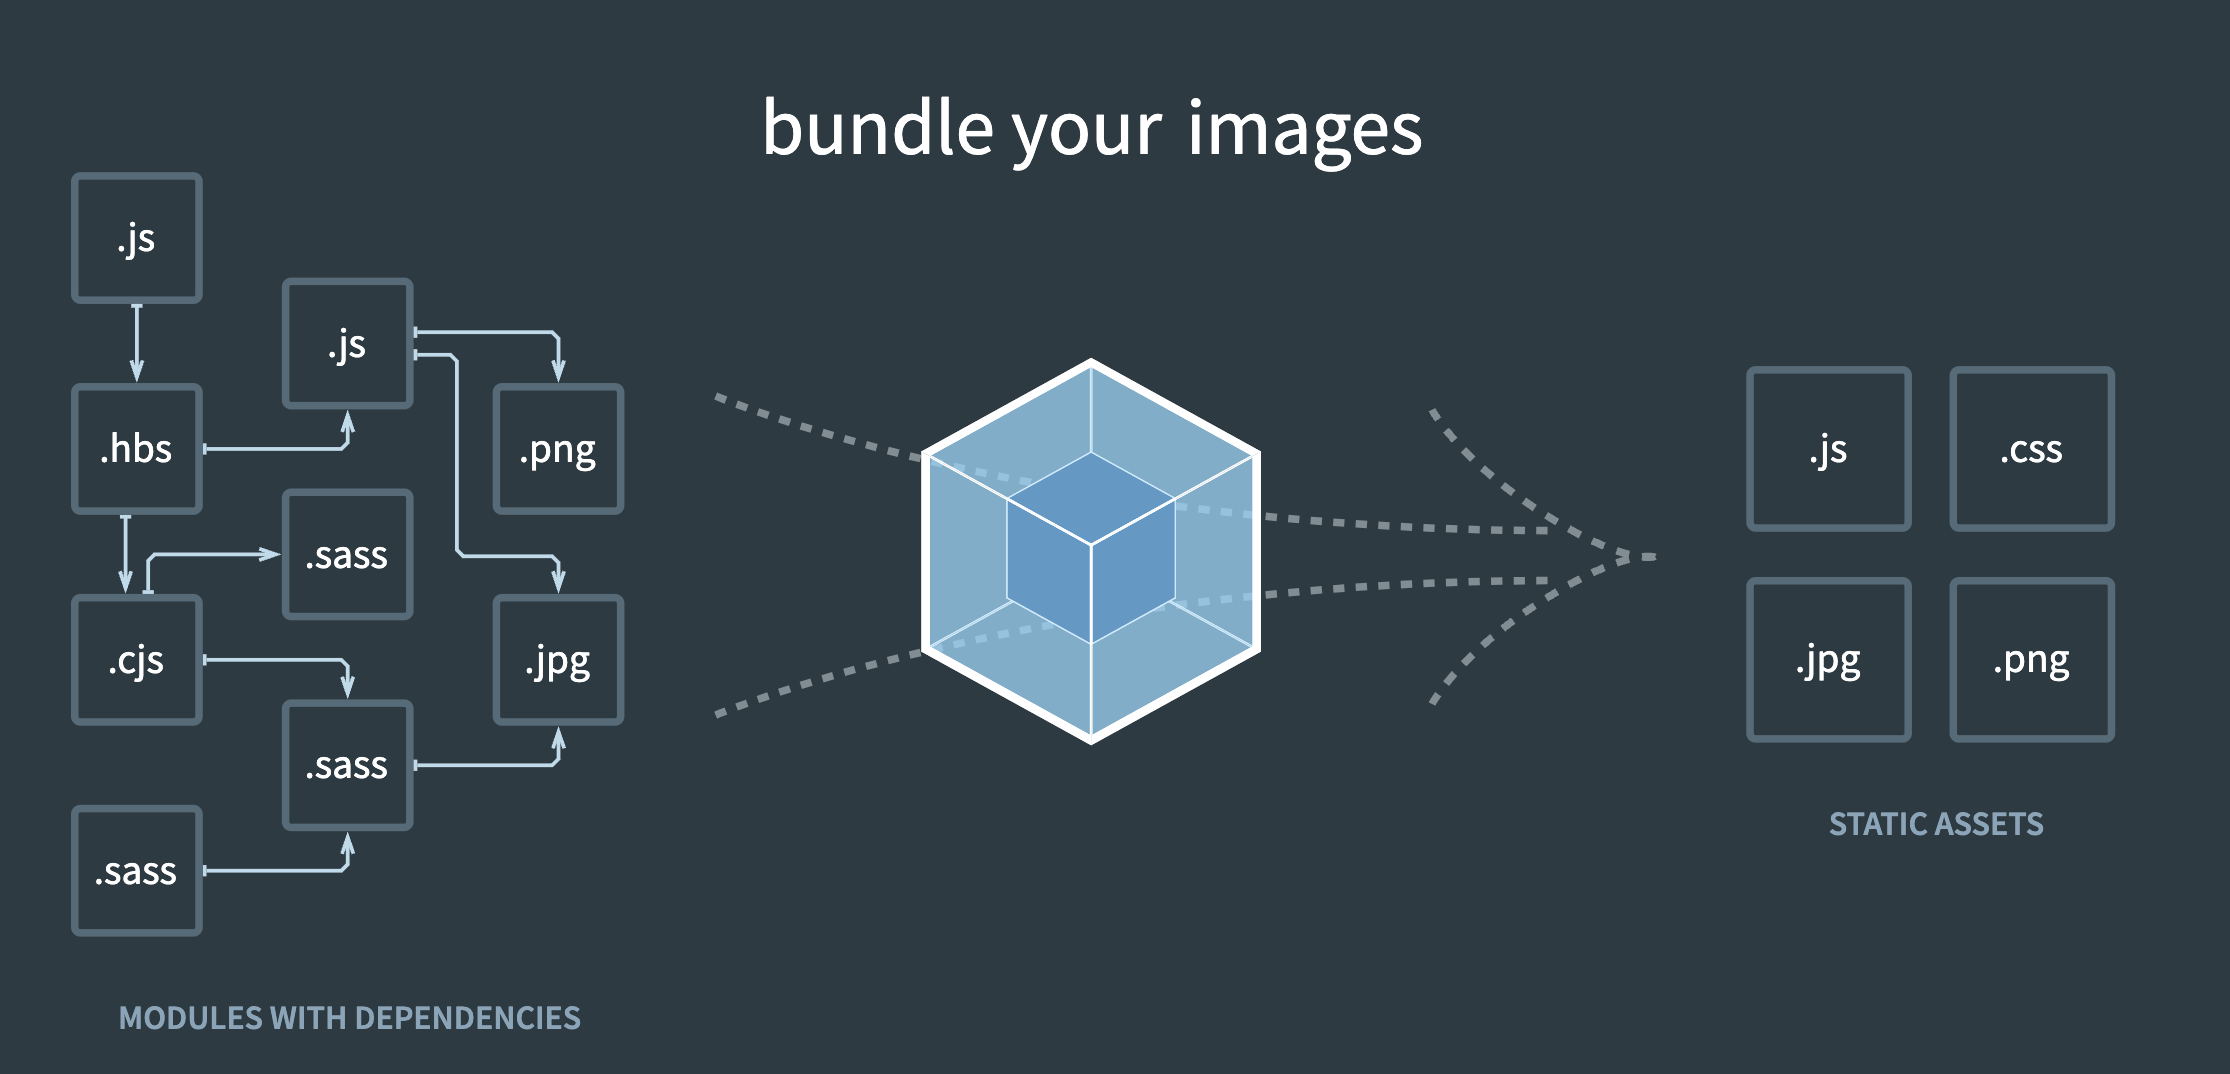 bundle your images
.js
.js
.hbs
.png
.sass
.cjs
.jpg
.sass
.sass
MODULES WITH DEPENDENCIES
.js
.css
.jpg
.png
STATIC ASSETS